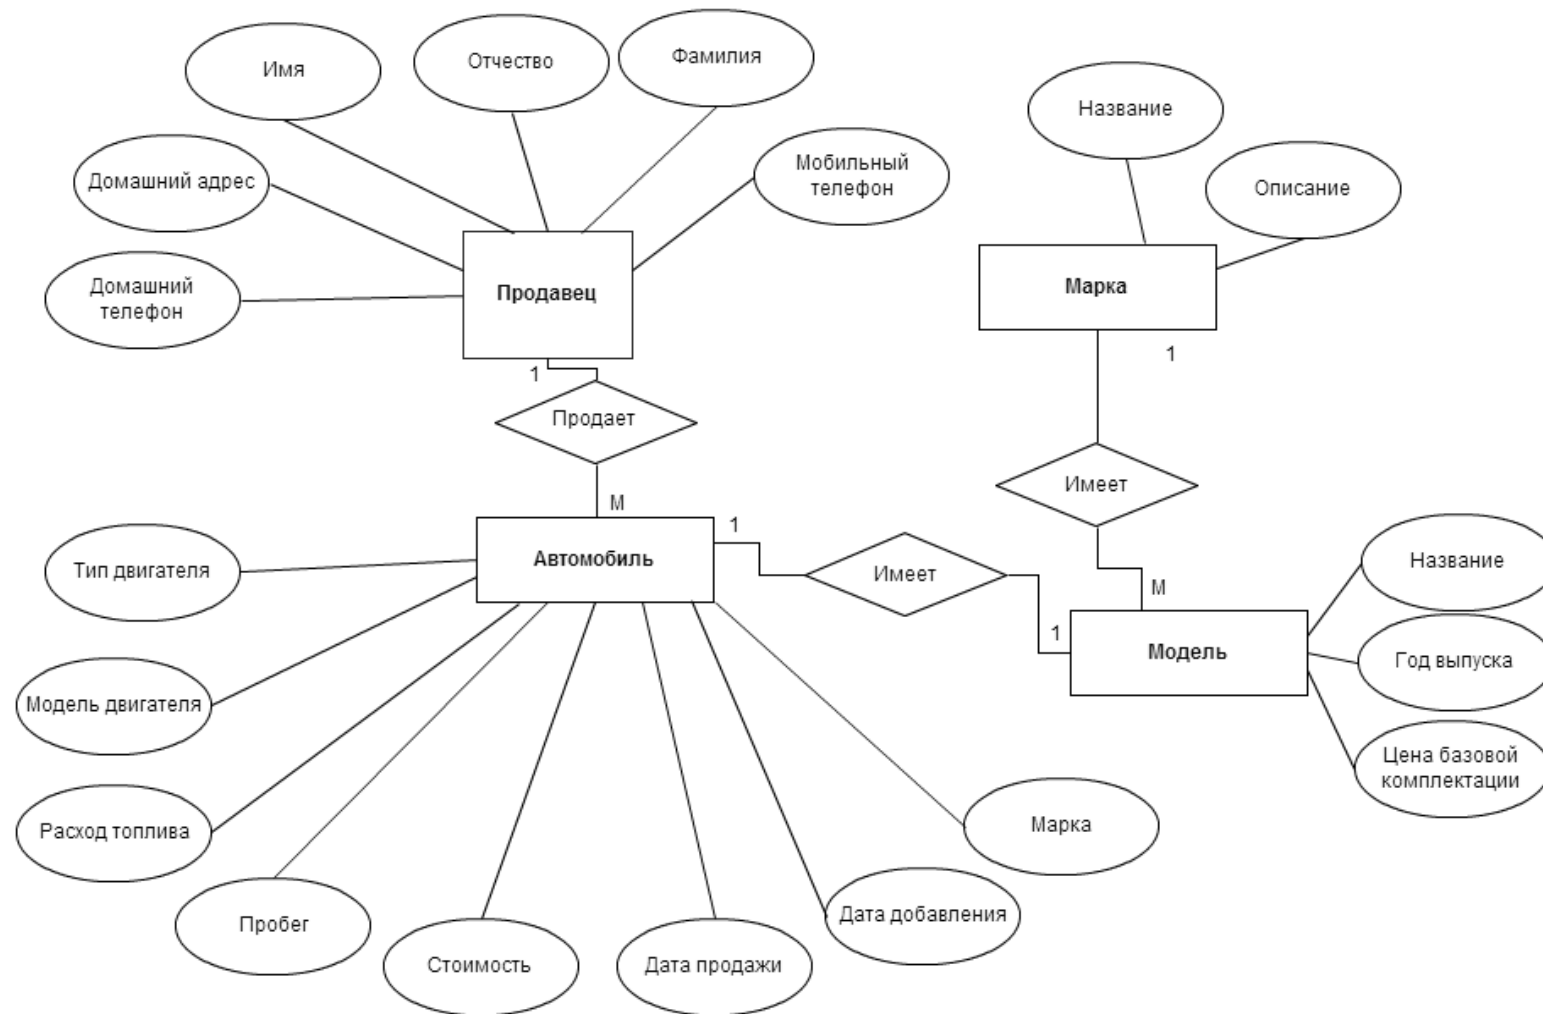 Имя
Отчество
Фамилия
Название
Домашний адрес
Мобильный
телефон
Описание
Домашний
телефон
Продавец
Марка
1
1
Продает
Имеет
М
1
Тип двигателя
Автомобиль
Имеет
М
Название
1
Модель
Год выпуска
Модель двигателя
Цена базовой
комплектации
Расход топлива
Марка
Пробег
Дата добавления
Стоимость
Дата продажи